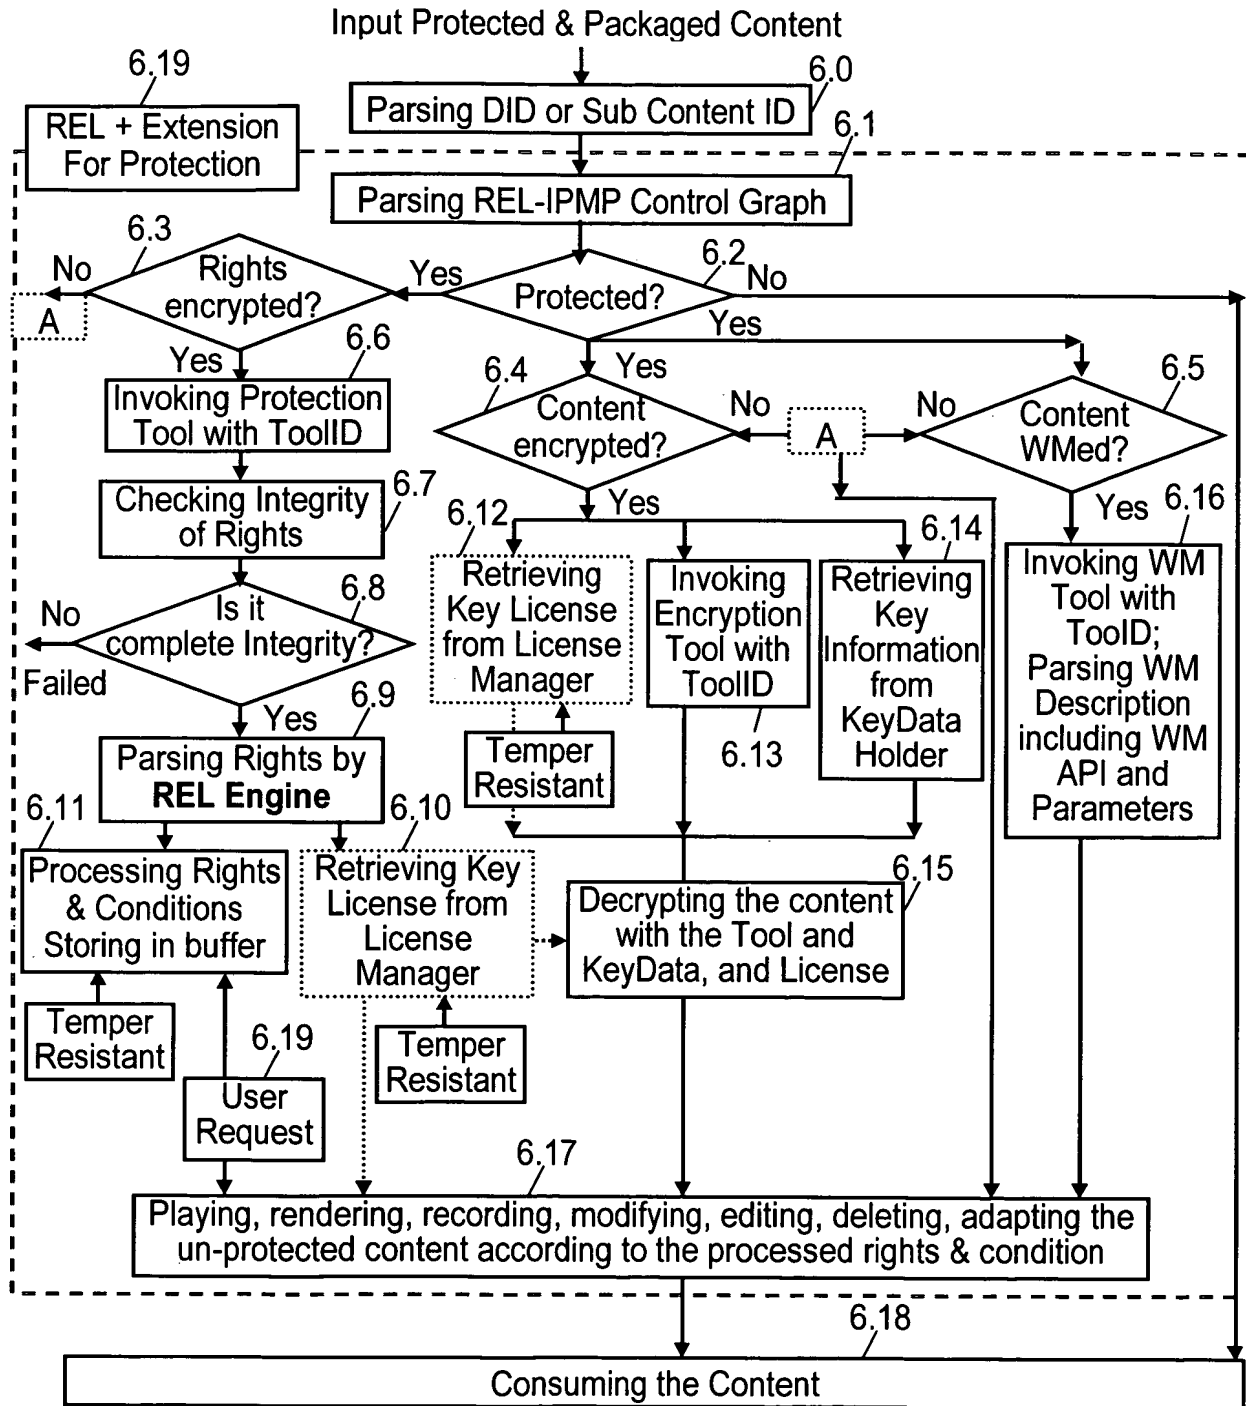 Input Protected & Packaged Content
6.19
6.0
REL + Extension
For Protection
Parsing DID or Sub Content ID
6.1
Parsing REL-IPMP Control Graph
6.3
6.2
No
Rights
encrypted?
Yes
Protected?
No
A
Yes
6.6
Yes
Yes
6.4
6.5
Invoking Protection
Tool with ToolID
Content
encrypted?
No
A
No
Content
WMed?
Checking Integrity
of Rights
6.7
Yes
Yes
6.16
6.12
6.14
No
Failed
Is it
complete Integrity?
6.8
Retrieving
Key License
from License
Manager
Invoking
Encryption
Tool with
ToolID
Retrieving
Key
Information
from
KeyData
Holder
Invoking WM
Tool with
TooID;
Parsing WM
Description
including WM
API and
Parameters
Yes
6.9
Temper
Resistant
6.13
Parsing Rights by
REL Engine
6.11
6.10
6.15
Processing Rights
& Conditions
Storing in buffer
Retrieving Key
License from
License
Manager
Decrypting the content
with the Tool and
KeyData, and License
Temper
Resistant
6.19
Temper
Resistant
User
Request
6.17
Playing, rendering, recording, modifying, editing, deleting, adapting the
un-protected content according to the processed rights & condition
6.18
Consuming the Content